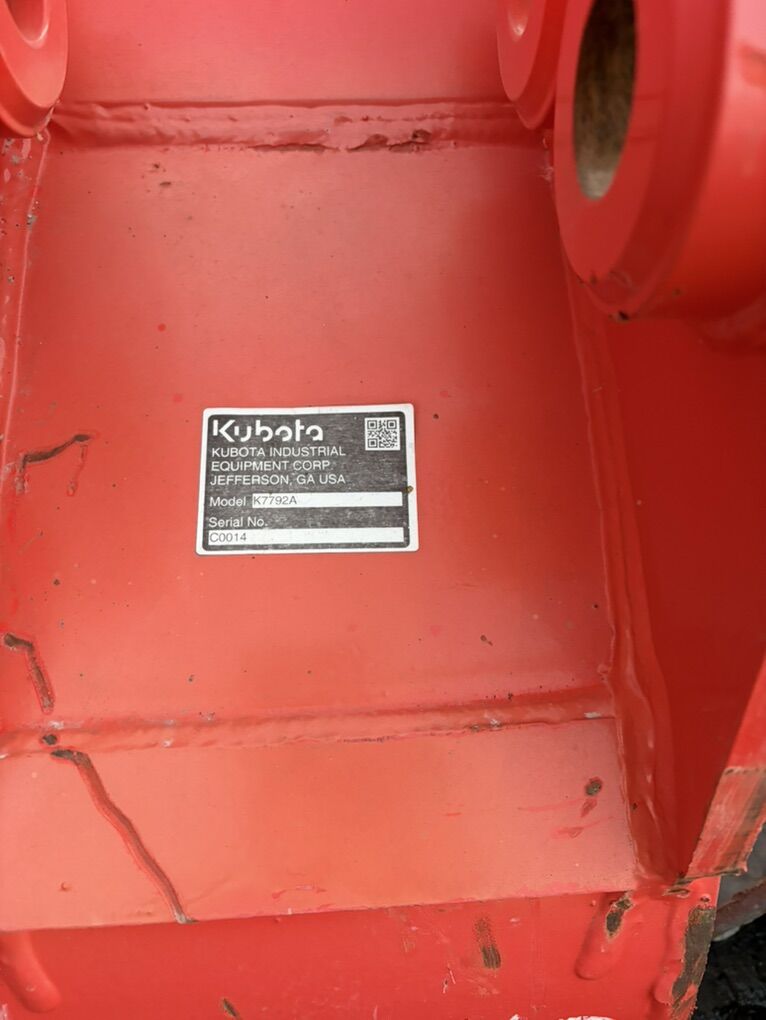 Kubota
KUBOTA INDUSTRIAL
EQUIPMENT CORP
JEFFERSON, GA USA
Model K7792A
Serial No.
C0014